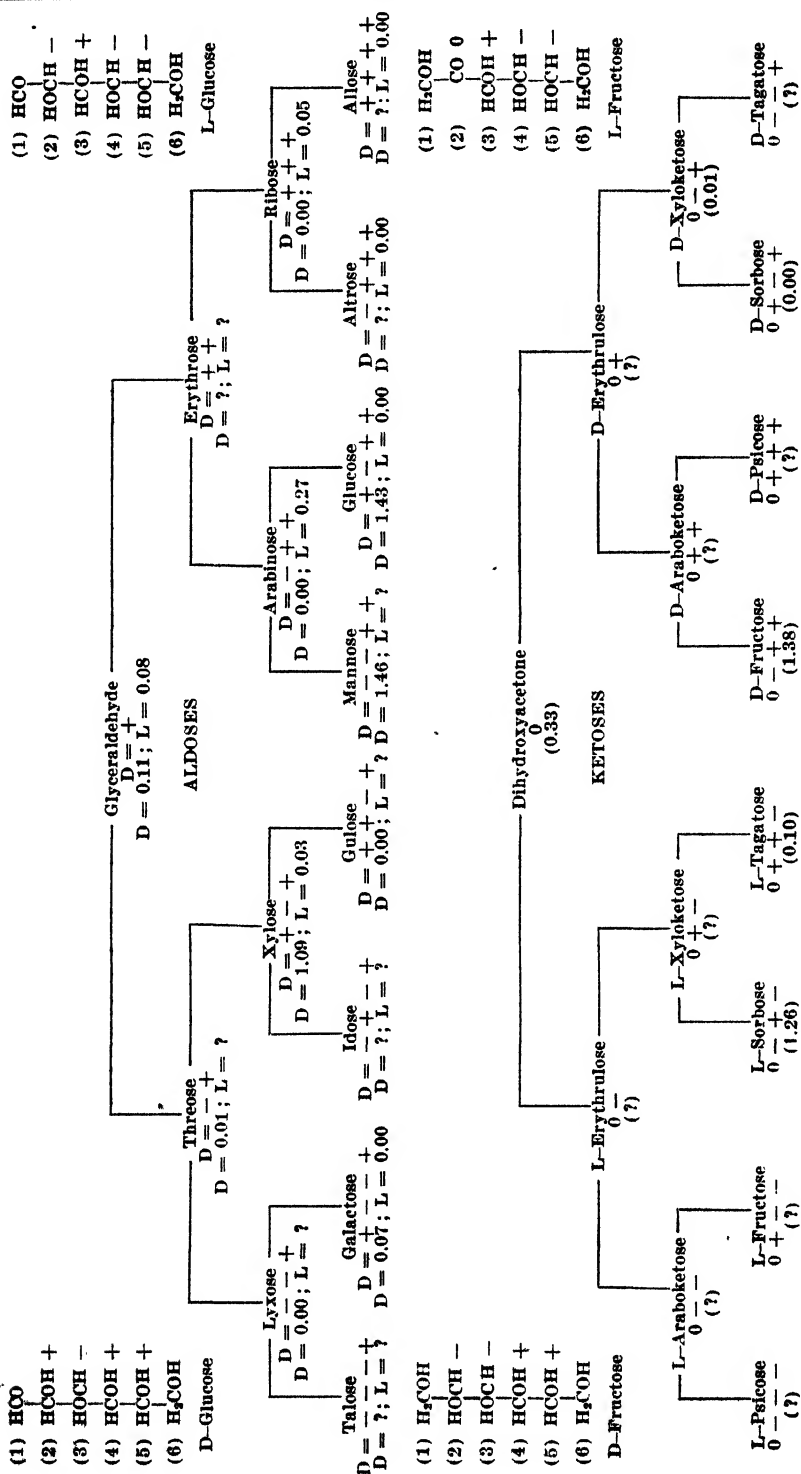 (1) HCO
(2) HCOH +
(3) HOCH −
(4) HCOH +
(5) HCOH +
(6) H₂COH
D–Glucose
(1) HCO
(2) HOCH −
(3) HCOH +
(4) HOCH −
(5) HOCH −
(6) H₂COH
L–Glucose
Glyceraldehyde
D = +
D = 0.11; L = 0.08
ALDOSES
Threose
D = − +
D = 0.01; L = ?
Erythrose
D = + +
D = ?; L = ?
Lyxose
D = − − +
D = 0.00; L = ?
Xylose
D = + − +
D = 1.09; L = 0.03
Arabinose
D = − + +
D = 0.00; L = 0.27
Ribose
D = + + +
D = 0.00; L = 0.05
Talose
D = − − − +
D = ?; L = ?
Galactose
D = + − − +
D = 0.07; L = 0.00
Idose
D = − + − +
D = ?; L = ?
Gulose
D = + + − +
D = 0.00; L = ?
Mannose
D = − − + +
D = 1.46; L = ?
Glucose
D = + − + +
D = 1.43; L = 0.00
Altrose
D = − + + +
D = ?; L = 0.00
Allose
D = + + + +
D = ?; L = 0.00
(1) H₂COH
(2) HOCH −
(3) HOCH −
(4) HCOH +
(5) HCOH +
(6) H₂COH
D–Fructose
(1) H₂COH
(2) CO 0
(3) HCOH +
(4) HOCH −
(5) HOCH −
(6) H₂COH
L–Fructose
Dihydroxyacetone
0
(0.33)
KETOSES
L–Erythrulose
0 −
(?)
D–Erythrulose
0 +
(?)
L–Araboketose
0 − −
(?)
L–Xyloketose
0 + −
(?)
D–Araboketose
0 + +
(?)
D–Xyloketose
0 − +
(0.01)
L–Psicose
0 − − −
(?)
L–Fructose
0 + − −
(?)
L–Sorbose
0 − + −
(1.26)
L–Tagatose
0 + + −
(0.10)
D–Fructose
0 − + +
(1.38)
D–Psicose
0 + + +
(?)
D–Sorbose
0 + − +
(0.00)
D–Tagatose
0 − − +
(?)